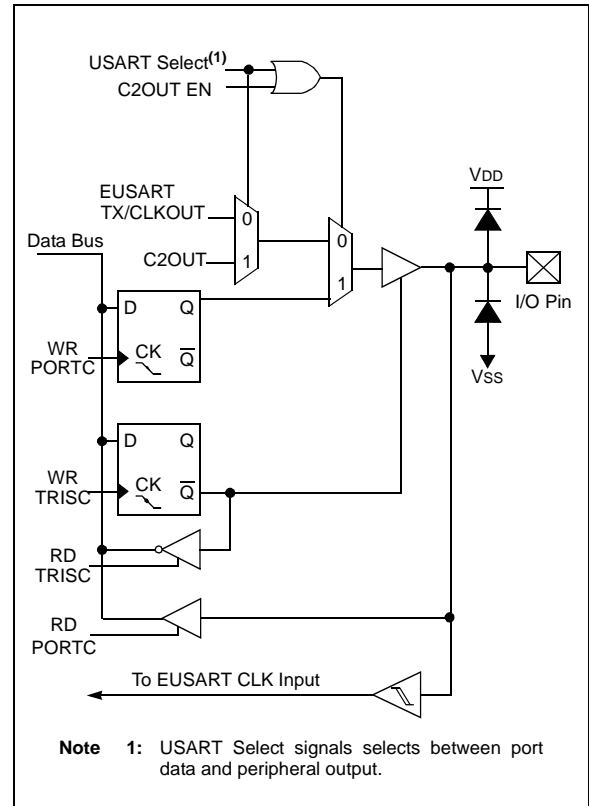 USART Select(1)
C2OUT EN
EUSART
TX/CLKOUT
0
1
C2OUT
0
1
VDD
I/O Pin
VSS
Data Bus
D Q
WR
PORTC
CK Q
D Q
WR
TRISC
CK Q
RD
TRISC
RD
PORTC
To EUSART CLK Input
Note 1: USART Select signals selects between port
data and peripheral output.